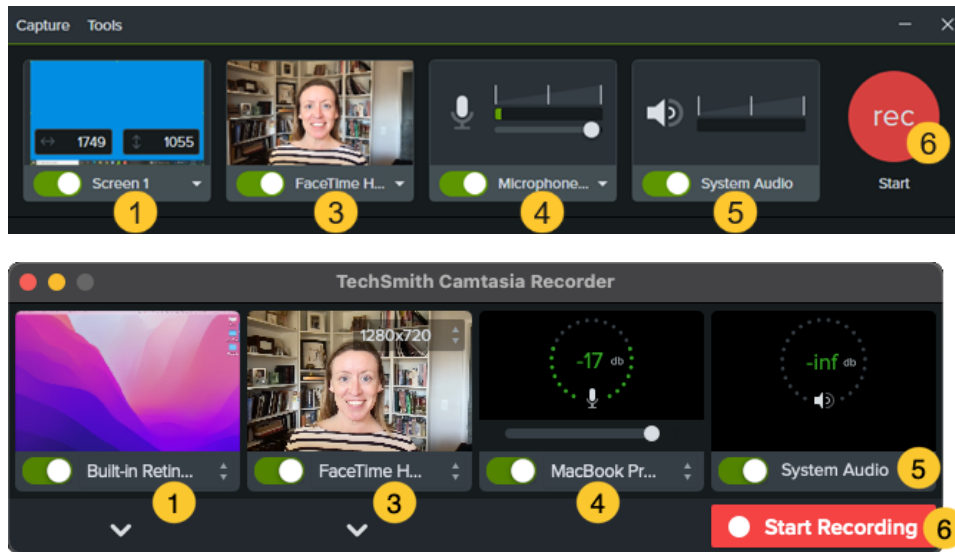 Capture Tools
1749 1055
rec
6
Screen 1
FaceTime H...
Microphone...
System Audio
Start
1
3
4
5
TechSmith Camtasia Recorder
1280x720
-17 db
-inf db
Built-in Retin...
FaceTime H...
MacBook Pr...
System Audio
5
1
3
4
Start Recording
6